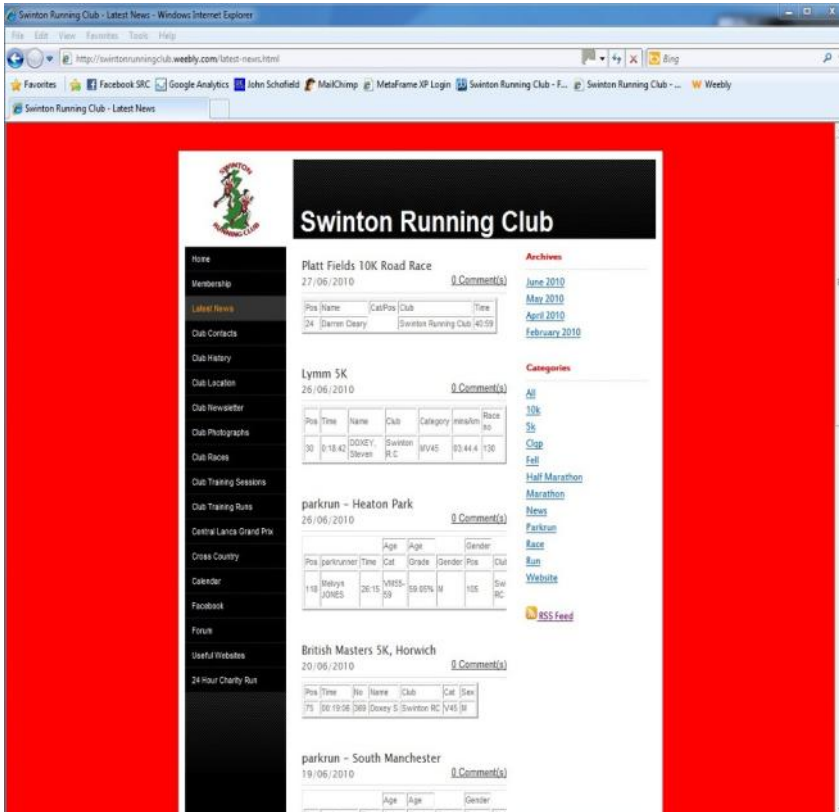 Swinton Running Club - Latest News - Windows Internet Explorer
File Edit View Favorites Tools Help
http://swintonrunningclub.weebly.com/latest-news.html
Bing
Favorites Facebook SRC Google Analytics John Schofield MailChimp MetaFrame XP Login Swinton Running Club - F... Swinton Running Club - ... Weebly
Swinton Running Club - Latest News
SWINTON
RUNNING CLUB
Swinton Running Club
Home
Membership
Latest News
Club Contacts
Club History
Club Location
Club Newsletter
Club Photographs
Club Races
Club Training Sessions
Club Training Runs
Central Lancs Grand Prix
Cross Country
Calendar
Facebook
Forum
Useful Websites
24 Hour Charity Run
Platt Fields 10K Road Race
27/06/2010 0 Comment(s)
Pos Name Cat/Pos Club Time
24 Darren Cleary Swinton Running Club 40:59
Lymm 5K
26/06/2010 0 Comment(s)
Pos Time Name Club Category mins/km Race no
30 0:18:42 DOXEY, Steven Swinton R C MV45 03:44.4 130
parkrun – Heaton Park
26/06/2010 0 Comment(s)
Age Age Gender
Pos parkrunner Time Cat Grade Gender Pos Clu
118 Melvyn JONES 26:15 VM55-59 59.05% M 105 Sw RC
British Masters 5K, Horwich
20/06/2010 0 Comment(s)
Pos Time No Name Club Cat Sex
75 00:19:06 369 Doxey S Swinton RC V45 M
parkrun – South Manchester
19/06/2010 0 Comment(s)
Age Age Gender
Archives
June 2010
May 2010
April 2010
February 2010
Categories
All
10k
5k
Clgp
Fell
Half Marathon
Marathon
News
Parkrun
Race
Run
Website
RSS Feed